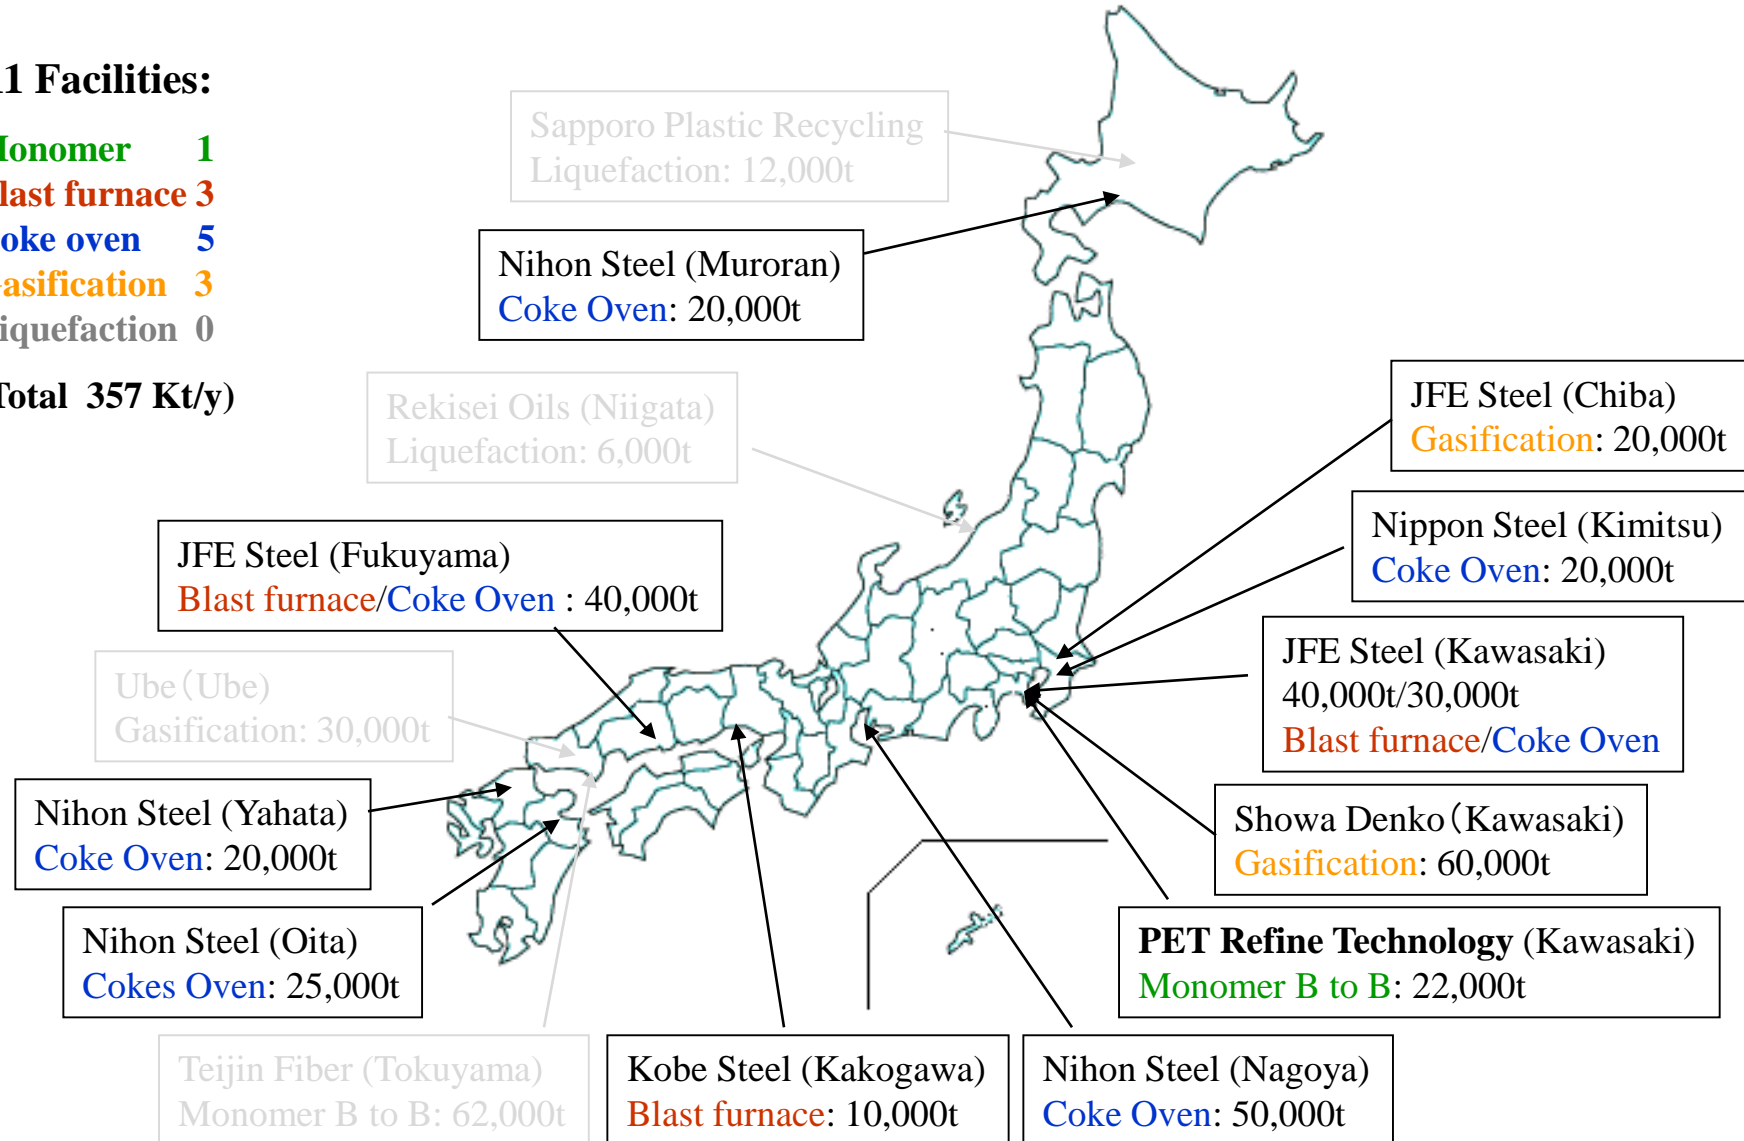 1 Facilities:
onomer 1
last furnace 3
oke oven 5
asification 3
iquefaction 0
Total 357 Kt/y)
Sapporo Plastic Recycling
Liquefaction: 12,000t
Nihon Steel (Muroran)
Coke Oven: 20,000t
Rekisei Oils (Niigata)
Liquefaction: 6,000t
JFE Steel (Chiba)
Gasification: 20,000t
Nippon Steel (Kimitsu)
Coke Oven: 20,000t
JFE Steel (Fukuyama)
Blast furnace/Coke Oven : 40,000t
JFE Steel (Kawasaki)
40,000t/30,000t
Blast furnace/Coke Oven
Ube（Ube)
Gasification: 30,000t
Nihon Steel (Yahata)
Coke Oven: 20,000t
Showa Denko（Kawasaki)
Gasification: 60,000t
Nihon Steel (Oita)
Cokes Oven: 25,000t
PET Refine Technology (Kawasaki)
Monomer B to B: 22,000t
Teijin Fiber (Tokuyama)
Monomer B to B: 62,000t
Kobe Steel (Kakogawa)
Blast furnace: 10,000t
Nihon Steel (Nagoya)
Coke Oven: 50,000t